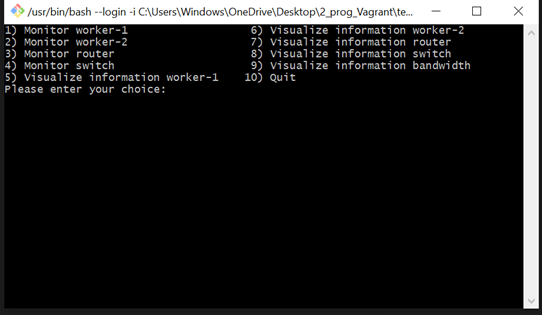 /usr/bin/bash --login -i C:\Users\Windows\OneDrive\Desktop\2_prog_Vagrant\te...
1) Monitor worker-1 6) Visualize information worker-2
2) Monitor worker-2 7) Visualize information router
3) Monitor router 8) Visualize information switch
4) Monitor switch 9) Visualize information bandwidth
5) Visualize information worker-1 10) Quit
Please enter your choice: